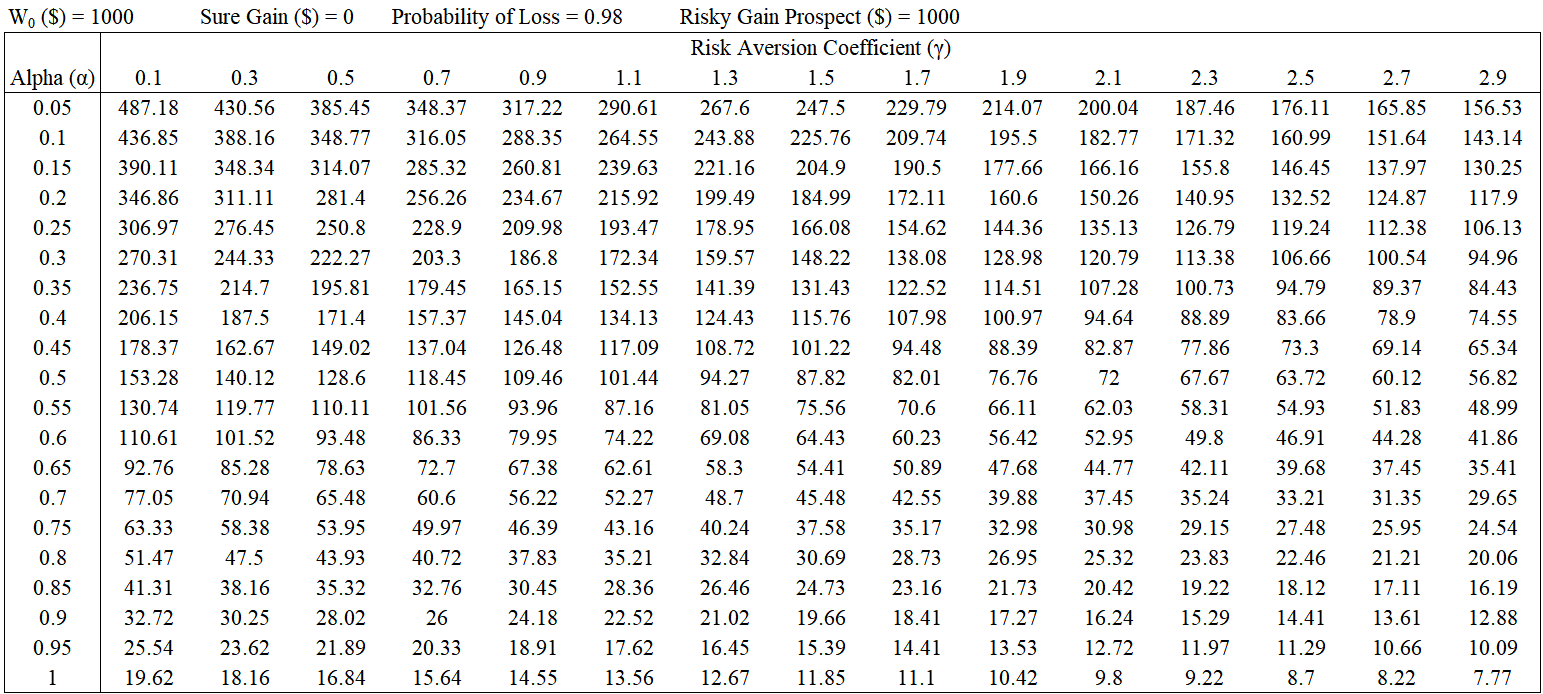 W₀ ($) = 1000 Sure Gain ($) = 0 Probability of Loss = 0.98 Risky Gain Prospect ($) = 1000
Risk Aversion Coefficient (γ)
Alpha (α) 0.1 0.3 0.5 0.7 0.9 1.1 1.3 1.5 1.7 1.9 2.1 2.3 2.5 2.7 2.9
0.05 487.18 430.56 385.45 348.37 317.22 290.61 267.6 247.5 229.79 214.07 200.04 187.46 176.11 165.85 156.53
0.1 436.85 388.16 348.77 316.05 288.35 264.55 243.88 225.76 209.74 195.5 182.77 171.32 160.99 151.64 143.14
0.15 390.11 348.34 314.07 285.32 260.81 239.63 221.16 204.9 190.5 177.66 166.16 155.8 146.45 137.97 130.25
0.2 346.86 311.11 281.4 256.26 234.67 215.92 199.49 184.99 172.11 160.6 150.26 140.95 132.52 124.87 117.9
0.25 306.97 276.45 250.8 228.9 209.98 193.47 178.95 166.08 154.62 144.36 135.13 126.79 119.24 112.38 106.13
0.3 270.31 244.33 222.27 203.3 186.8 172.34 159.57 148.22 138.08 128.98 120.79 113.38 106.66 100.54 94.96
0.35 236.75 214.7 195.81 179.45 165.15 152.55 141.39 131.43 122.52 114.51 107.28 100.73 94.79 89.37 84.43
0.4 206.15 187.5 171.4 157.37 145.04 134.13 124.43 115.76 107.98 100.97 94.64 88.89 83.66 78.9 74.55
0.45 178.37 162.67 149.02 137.04 126.48 117.09 108.72 101.22 94.48 88.39 82.87 77.86 73.3 69.14 65.34
0.5 153.28 140.12 128.6 118.45 109.46 101.44 94.27 87.82 82.01 76.76 72 67.67 63.72 60.12 56.82
0.55 130.74 119.77 110.11 101.56 93.96 87.16 81.05 75.56 70.6 66.11 62.03 58.31 54.93 51.83 48.99
0.6 110.61 101.52 93.48 86.33 79.95 74.22 69.08 64.43 60.23 56.42 52.95 49.8 46.91 44.28 41.86
0.65 92.76 85.28 78.63 72.7 67.38 62.61 58.3 54.41 50.89 47.68 44.77 42.11 39.68 37.45 35.41
0.7 77.05 70.94 65.48 60.6 56.22 52.27 48.7 45.48 42.55 39.88 37.45 35.24 33.21 31.35 29.65
0.75 63.33 58.38 53.95 49.97 46.39 43.16 40.24 37.58 35.17 32.98 30.98 29.15 27.48 25.95 24.54
0.8 51.47 47.5 43.93 40.72 37.83 35.21 32.84 30.69 28.73 26.95 25.32 23.83 22.46 21.21 20.06
0.85 41.31 38.16 35.32 32.76 30.45 28.36 26.46 24.73 23.16 21.73 20.42 19.22 18.12 17.11 16.19
0.9 32.72 30.25 28.02 26 24.18 22.52 21.02 19.66 18.41 17.27 16.24 15.29 14.41 13.61 12.88
0.95 25.54 23.62 21.89 20.33 18.91 17.62 16.45 15.39 14.41 13.53 12.72 11.97 11.29 10.66 10.09
1 19.62 18.16 16.84 15.64 14.55 13.56 12.67 11.85 11.1 10.42 9.8 9.22 8.7 8.22 7.77